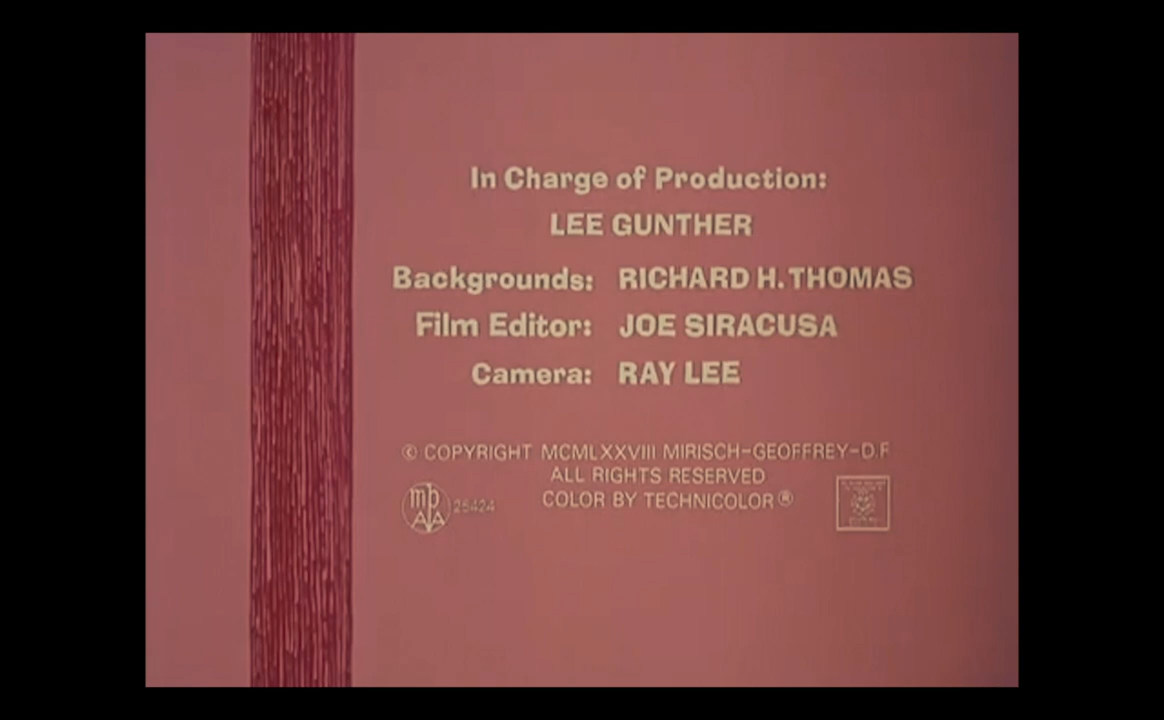 In Charge of Production:
LEE GUNTHER
Backgrounds: RICHARD H. THOMAS
Film Editor: JOE SIRACUSA
Camera: RAY LEE
© COPYRIGHT MCMLXXVIII MIRISCH-GEOFFREY-D.F
ALL RIGHTS RESERVED
COLOR BY TECHNICOLOR®
mpAA 25424